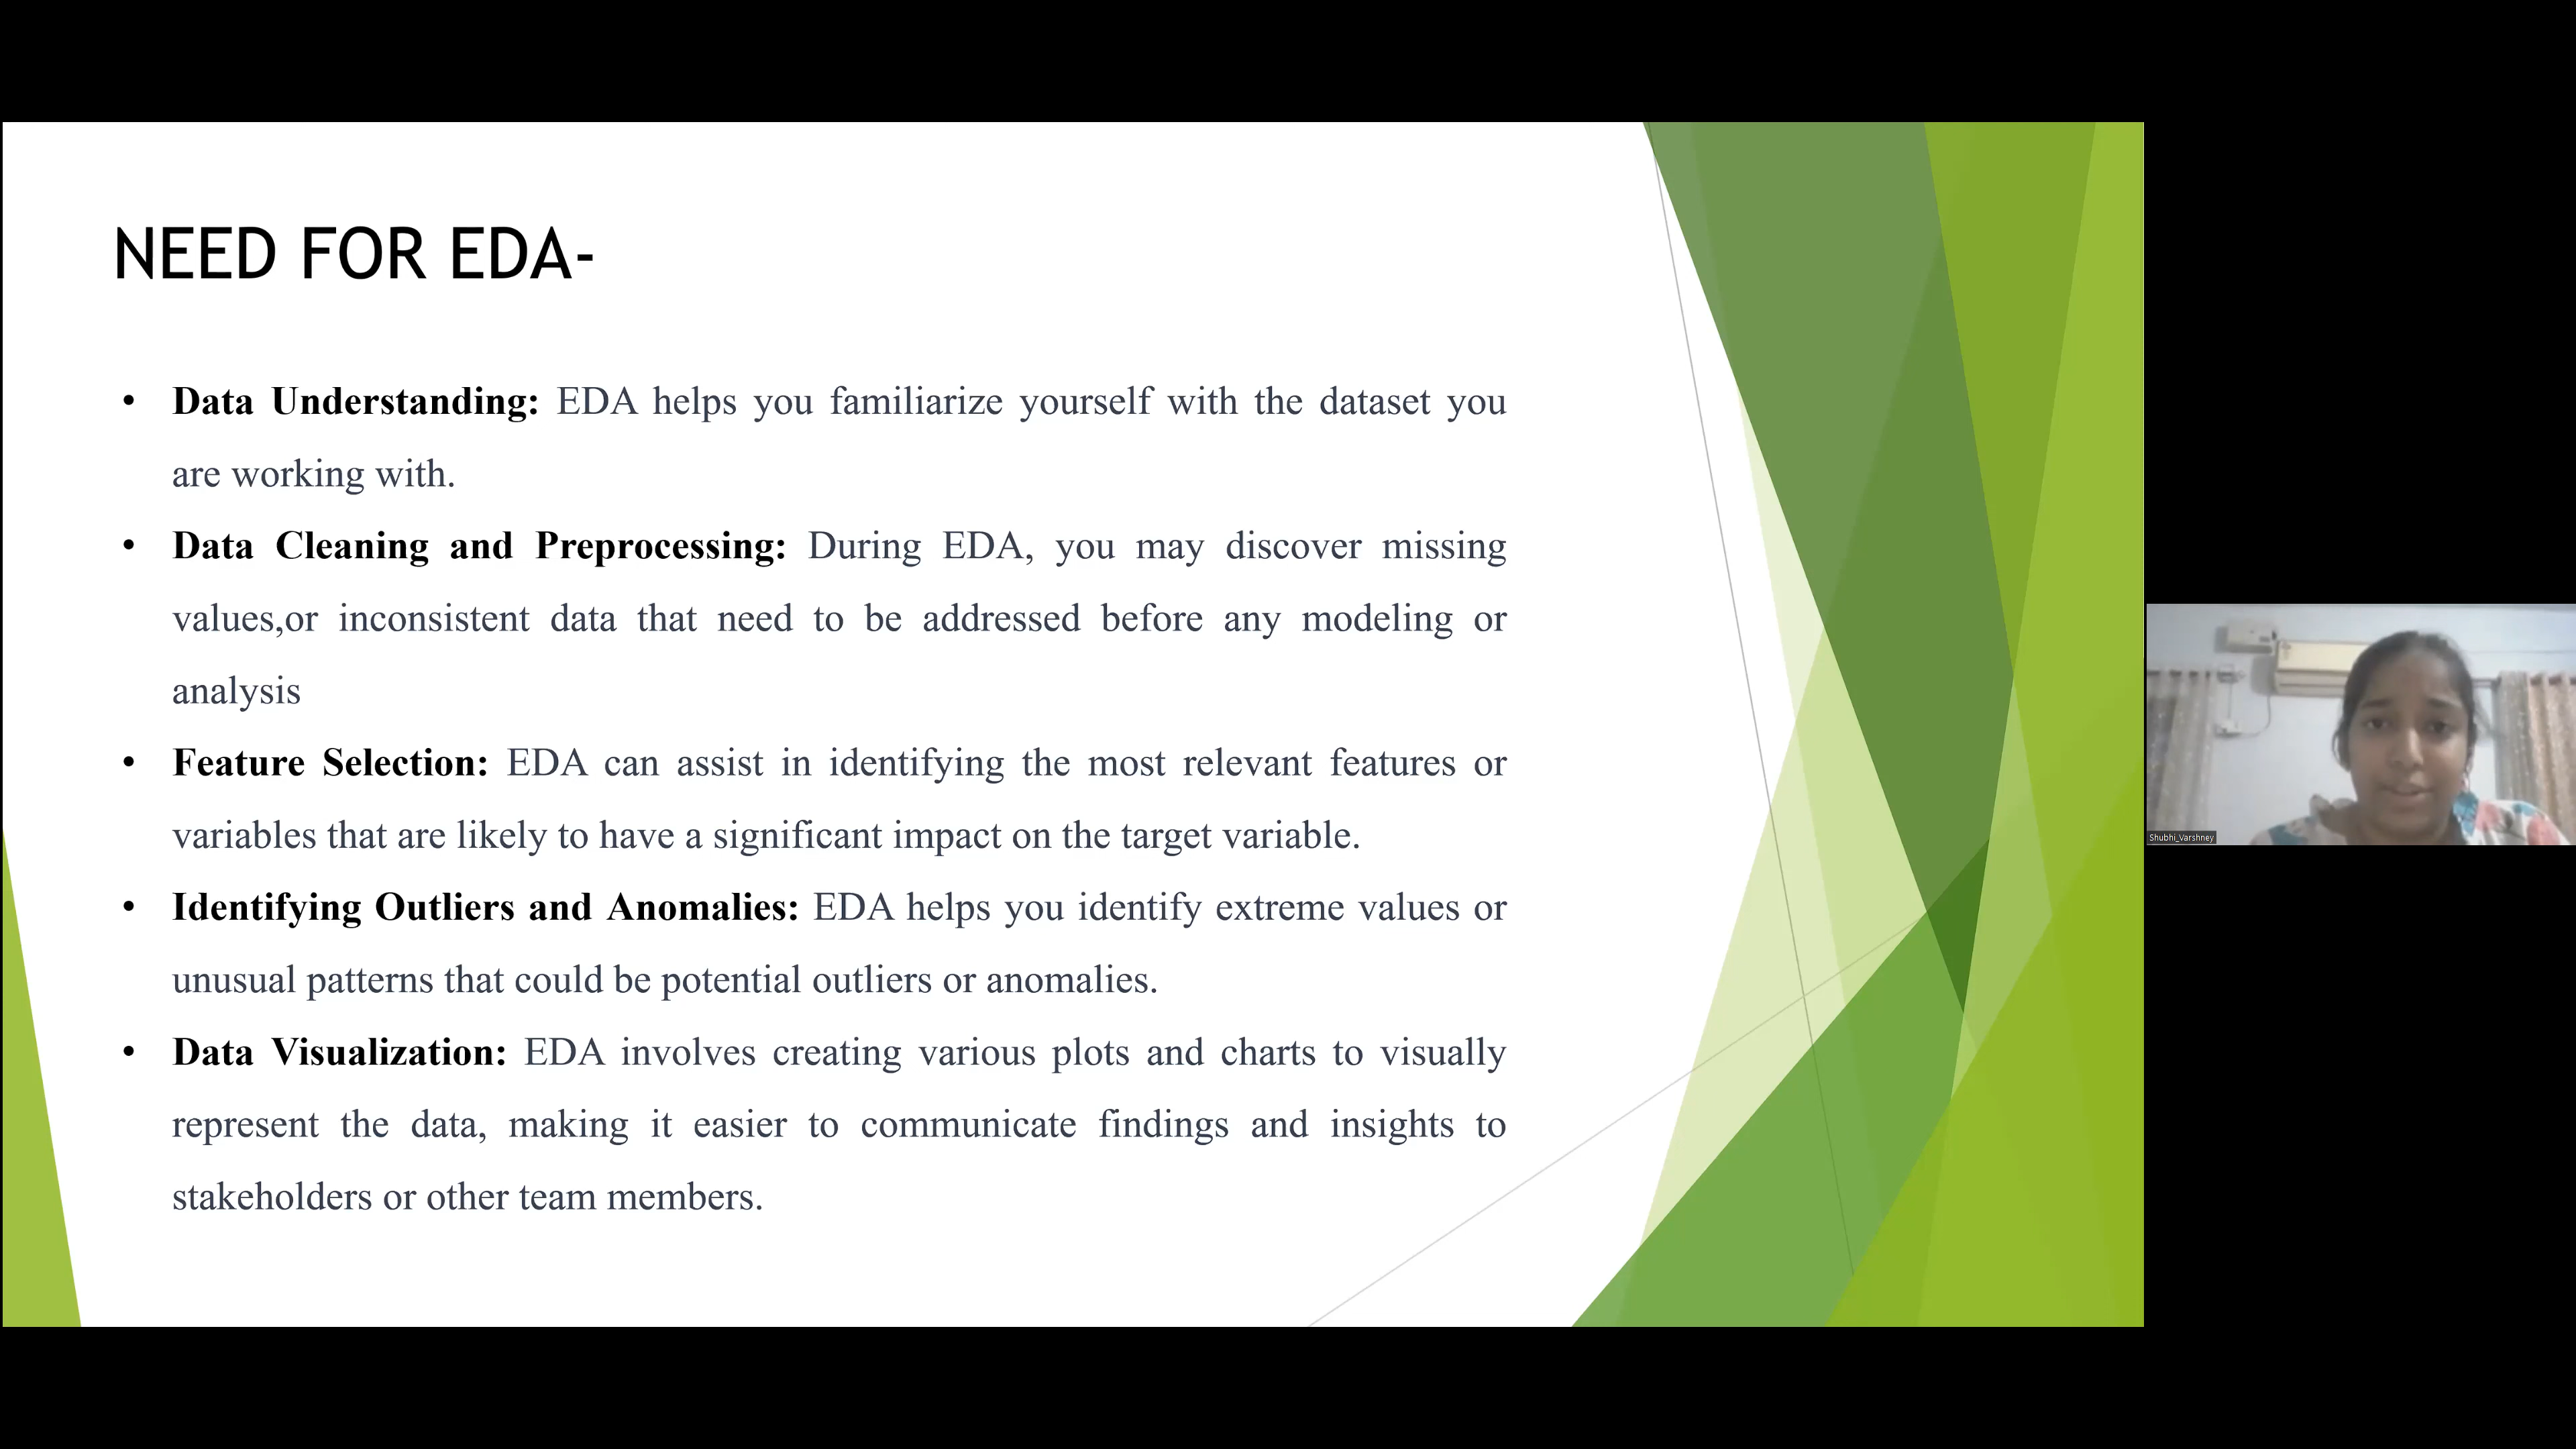 NEED FOR EDA-
• Data Understanding: EDA helps you familiarize yourself with the dataset you
are working with.
• Data Cleaning and Preprocessing: During EDA, you may discover missing
values,or inconsistent data that need to be addressed before any modeling or
analysis
• Feature Selection: EDA can assist in identifying the most relevant features or
variables that are likely to have a significant impact on the target variable.
• Identifying Outliers and Anomalies: EDA helps you identify extreme values or
unusual patterns that could be potential outliers or anomalies.
• Data Visualization: EDA involves creating various plots and charts to visually
represent the data, making it easier to communicate findings and insights to
stakeholders or other team members.
Shubhi_Varshney